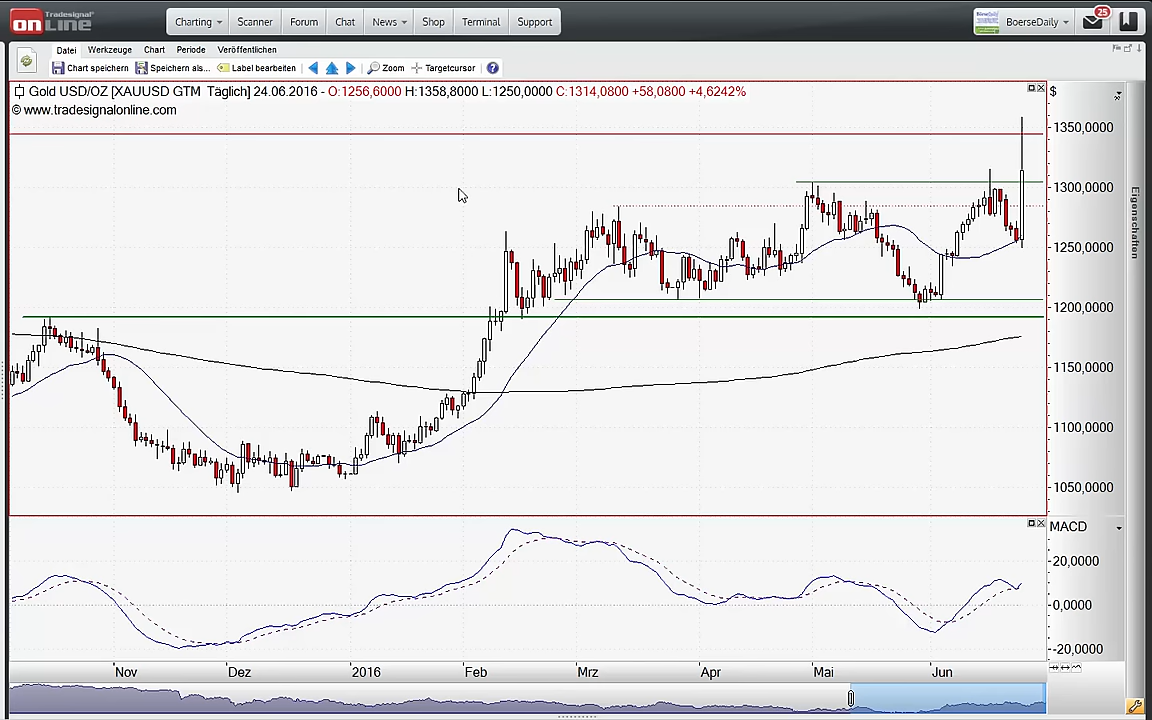 Tradesignal
on LINE
Charting Scanner Forum Chat News Shop Terminal Support
BoerseDaily 25
Datei Werkzeuge Chart Periode Veröffentlichen
Chart speichern Speichern als... Label bearbeiten Zoom Targetcursor ?
Gold USD/OZ [XAUUSD GTM Täglich] 24.06.2016 - O:1256,6000 H:1358,8000 L:1250,0000 C:1314,0800 +58,0800 +4,6242%
© www.tradesignalonline.com
$
1350,0000
1300,0000
1250,0000
1200,0000
1150,0000
1100,0000
1050,0000
Eigenschaften
MACD
20,0000
0,0000
-20,0000
Nov Dez 2016 Feb Mrz Apr Mai Jun